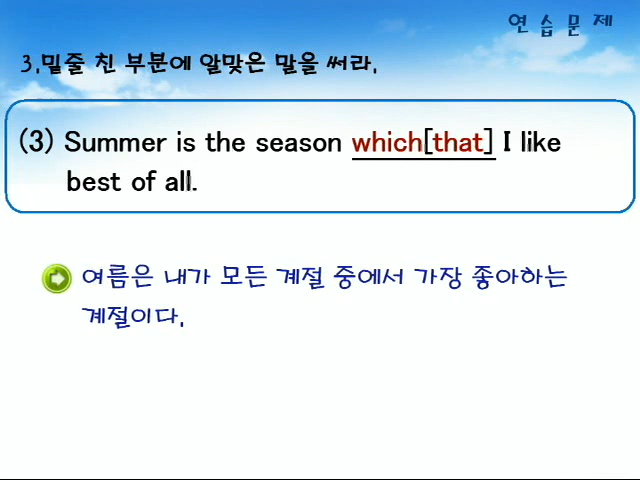 연 습 문 제
3.밑줄 친 부분에 알맞은 말을 써라.
(3) Summer is the season which[that] I like
best of all.
여름은 내가 모든 계절 중에서 가장 좋아하는
계절이다.